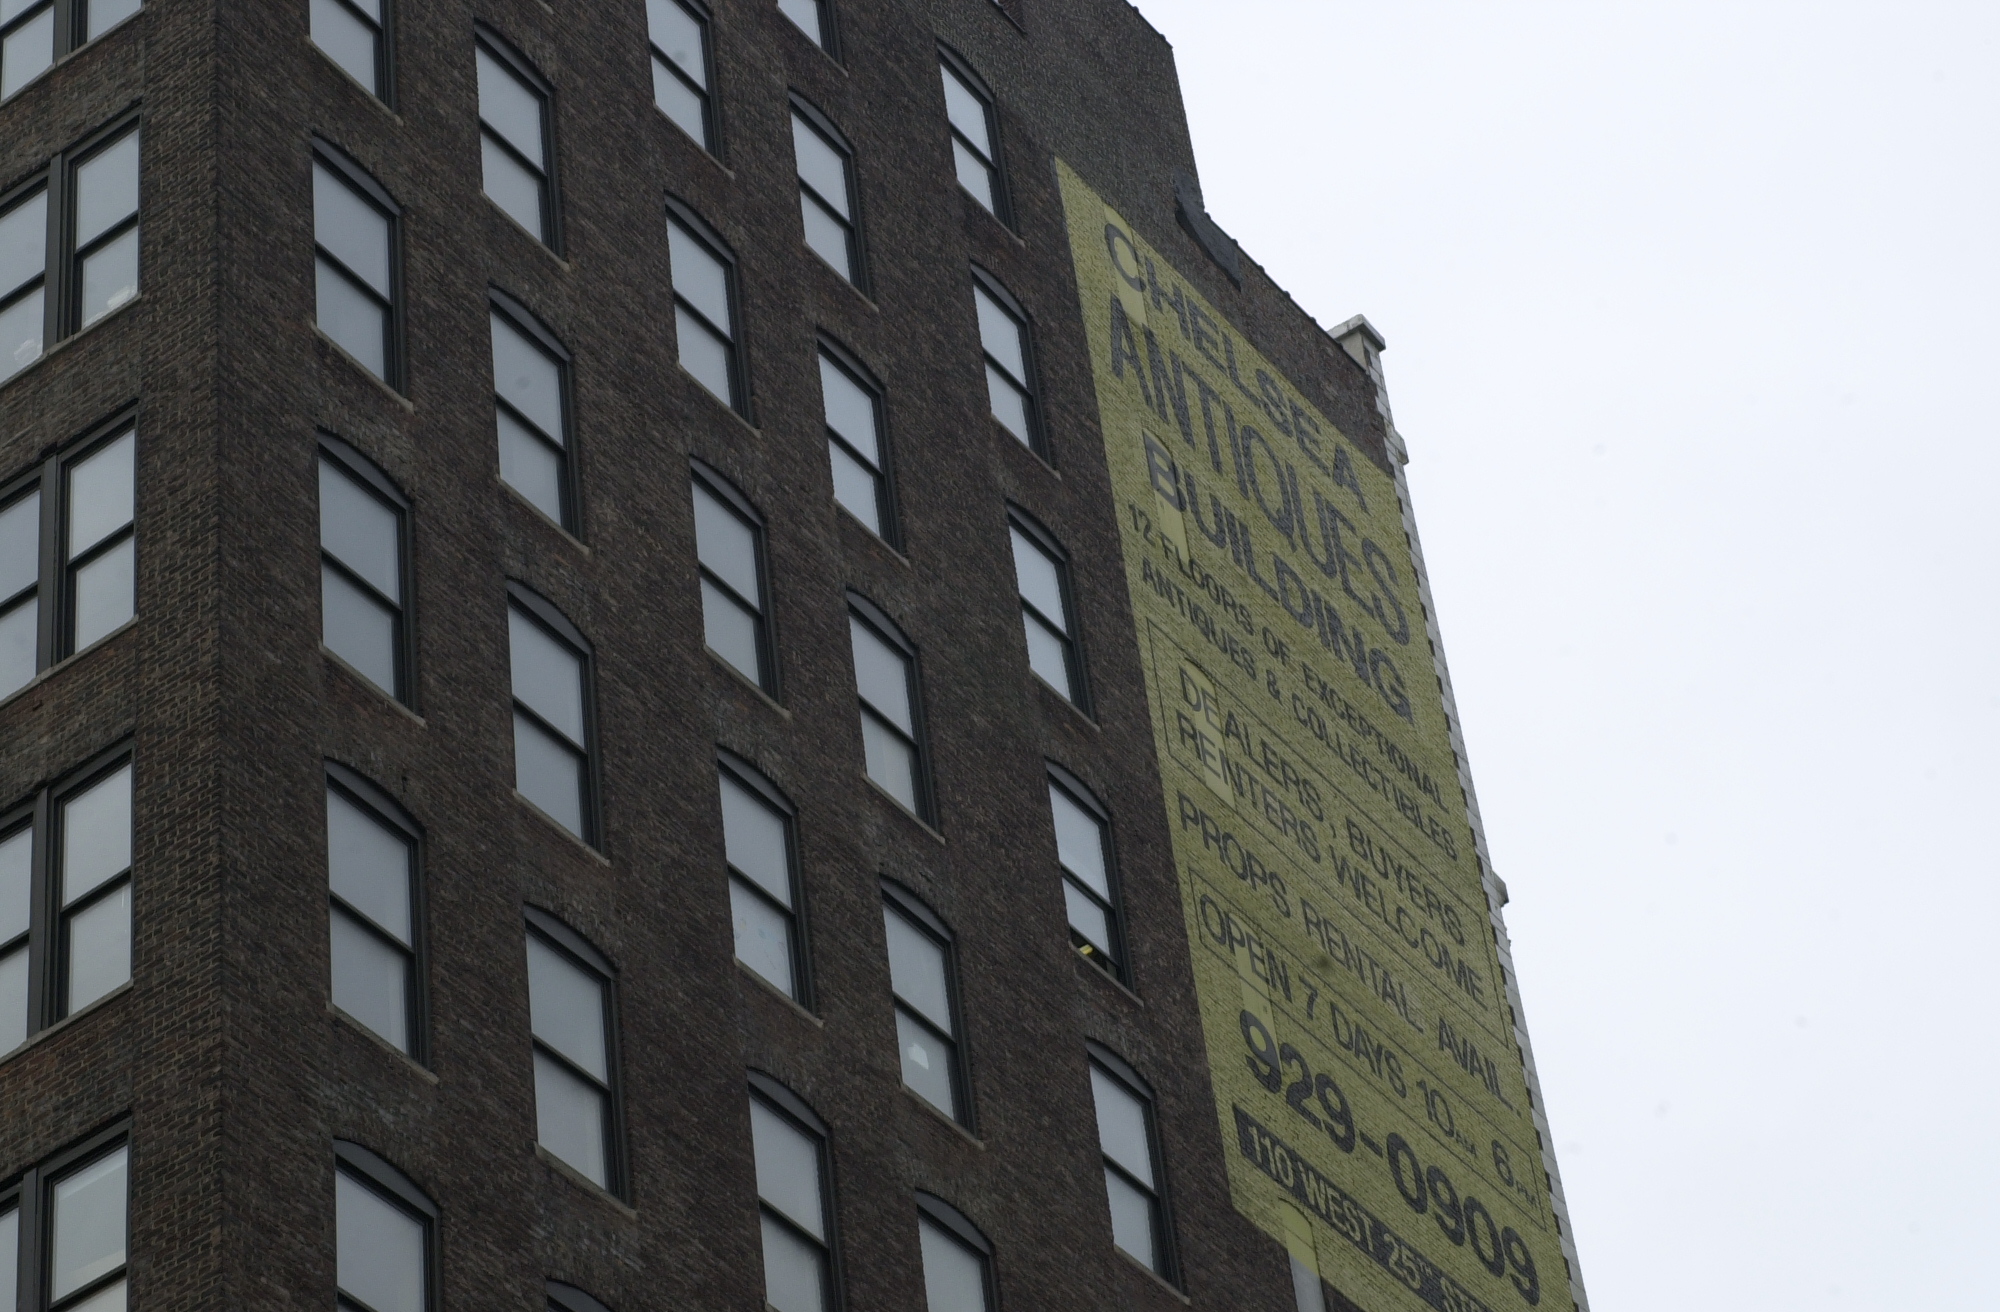 CHELSEA
ANTIQUES
BUILDING
12 FLOORS OF EXCEPTIONAL
ANTIQUES & COLLECTIBLES
DEALERS, BUYERS
RENTERS WELCOME
PROPS RENTAL AVAIL.
OPEN 7 DAYS 10AM 6PM
929-0909
110 WEST 25TH